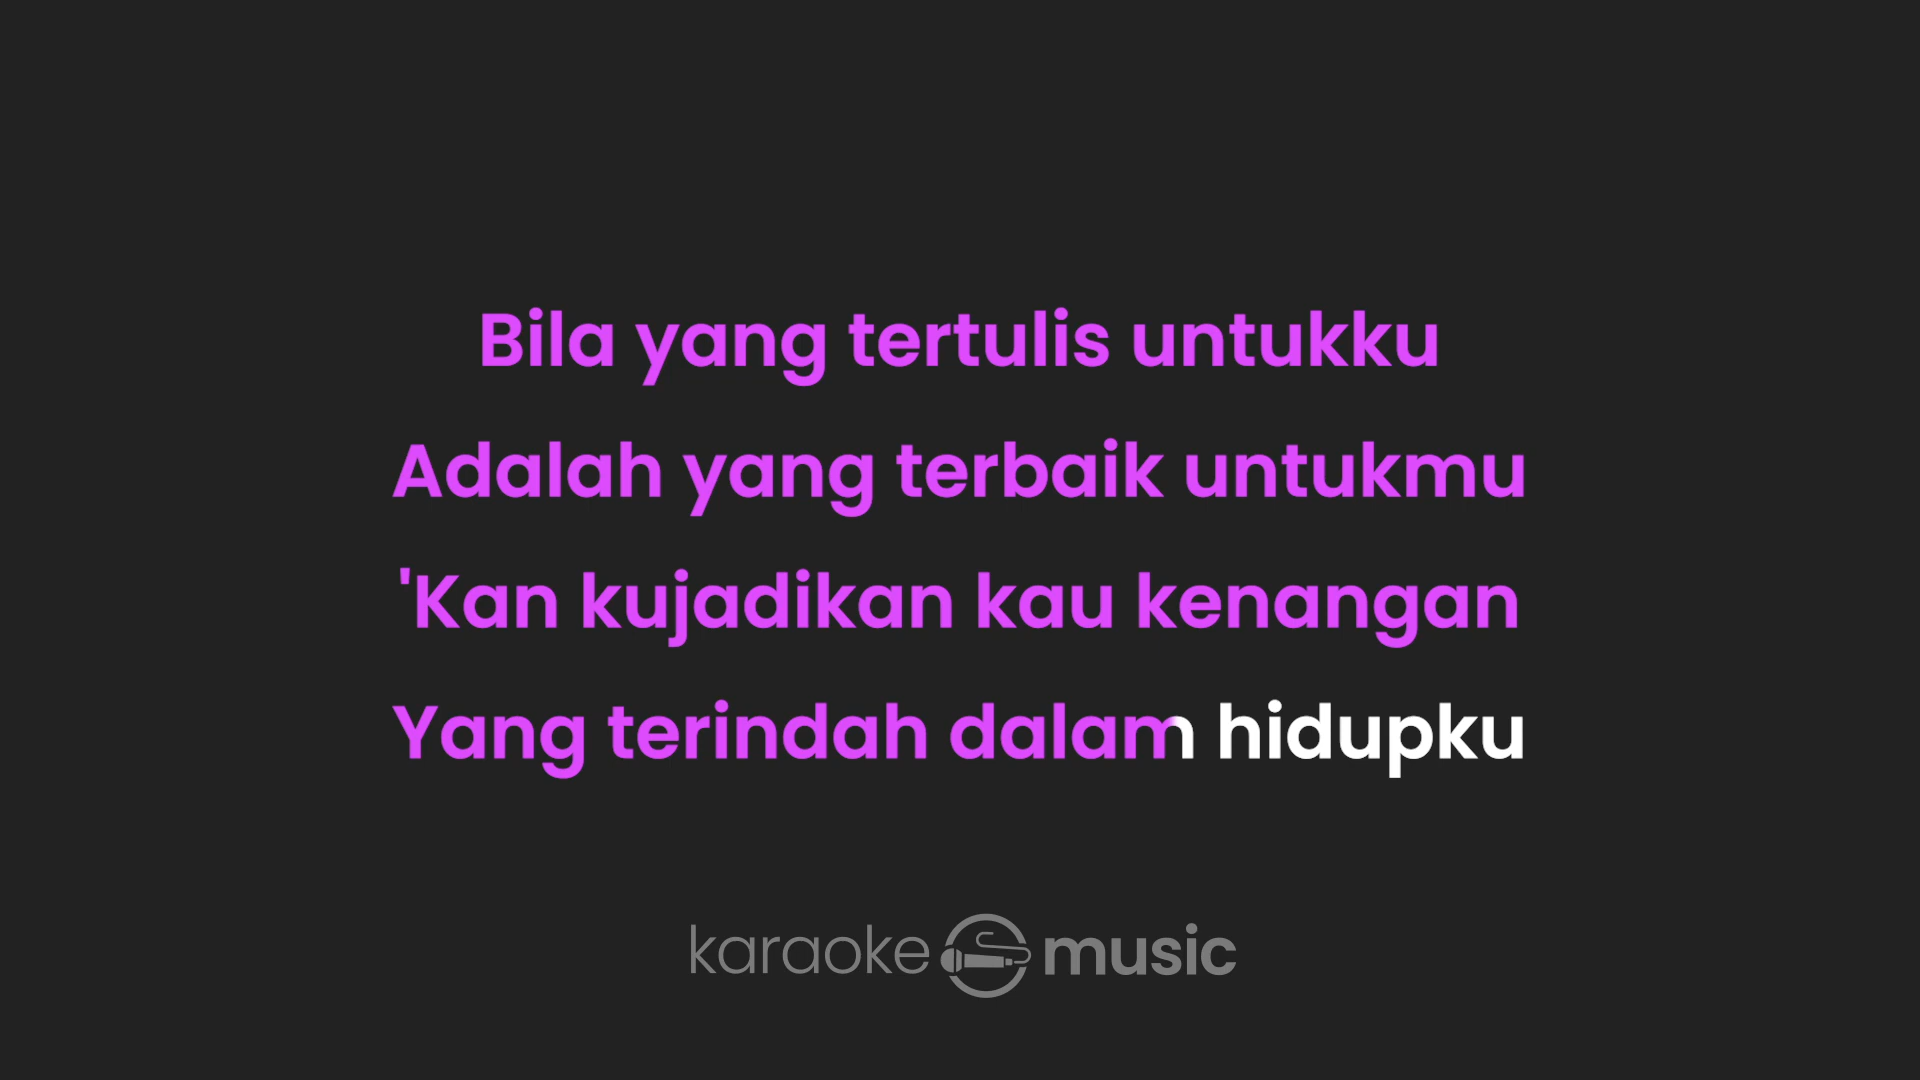 Bila yang tertulis untukku
Adalah yang terbaik untukmu
'Kan kujadikan kau kenangan
Yang terindah dalam hidupku
karaoke music